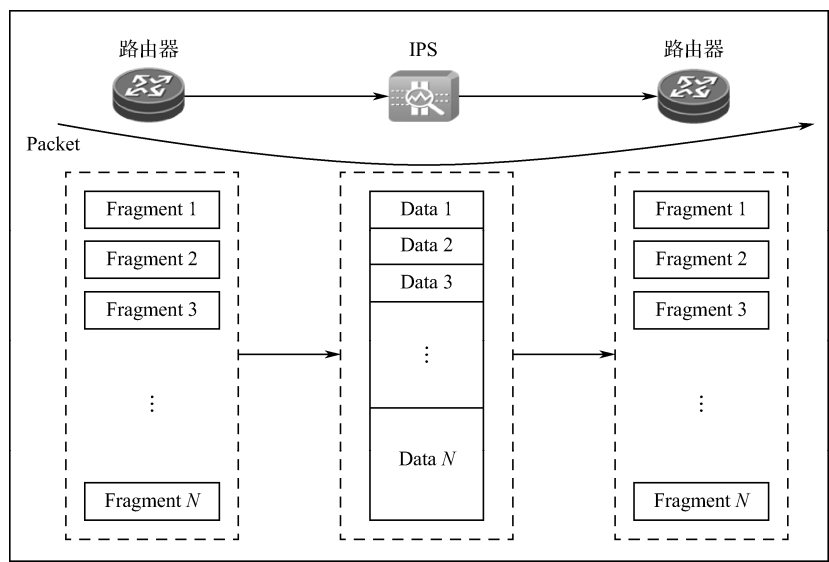 路由器
IPS
路由器
Packet
Fragment 1
Fragment 2
Fragment 3
⋮
Fragment N
Data 1
Data 2
Data 3
⋮
Data N
Fragment 1
Fragment 2
Fragment 3
⋮
Fragment N